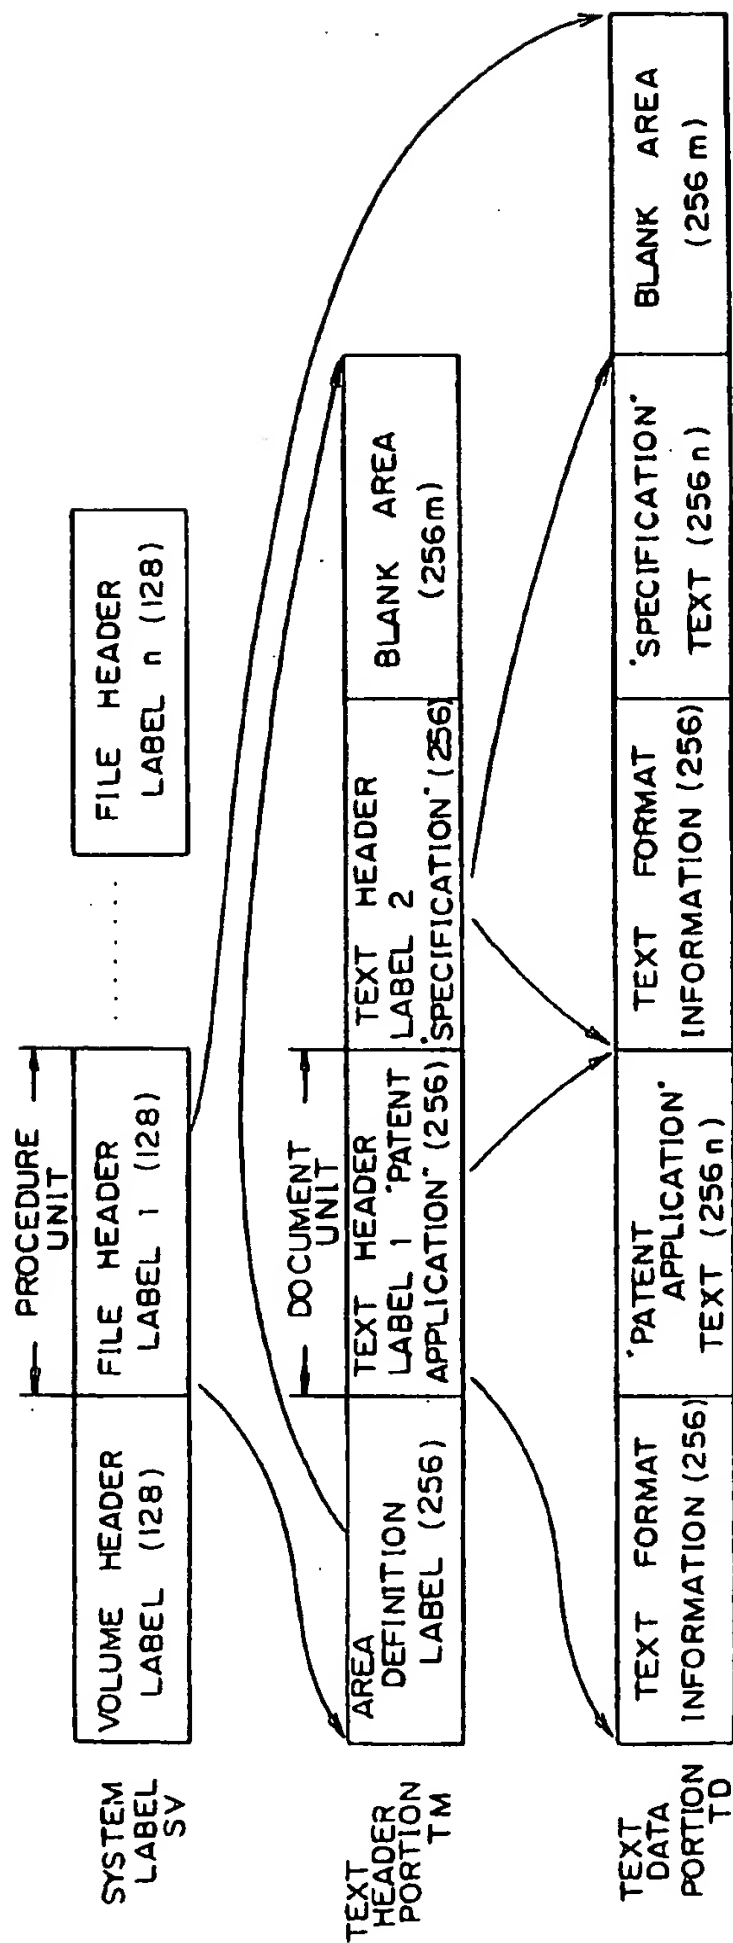 PROCEDURE
UNIT
SYSTEM
LABEL
SV
VOLUME HEADER
LABEL (128)
FILE HEADER
LABEL 1 (128)
. . . . . . .
FILE HEADER
LABEL n (128)
DOCUMENT
UNIT
TEXT
HEADER
PORTION
TM
AREA
DEFINITION
LABEL (256)
TEXT HEADER
LABEL 1 "PATENT
APPLICATION" (256)
TEXT HEADER
LABEL 2
"SPECIFICATION" (256)
BLANK AREA
(256m)
TEXT
DATA
PORTION
TD
TEXT FORMAT
INFORMATION (256)
"PATENT
APPLICATION"
TEXT (256n)
TEXT FORMAT
INFORMATION (256)
"SPECIFICATION"
TEXT (256n)
BLANK AREA
(256m)